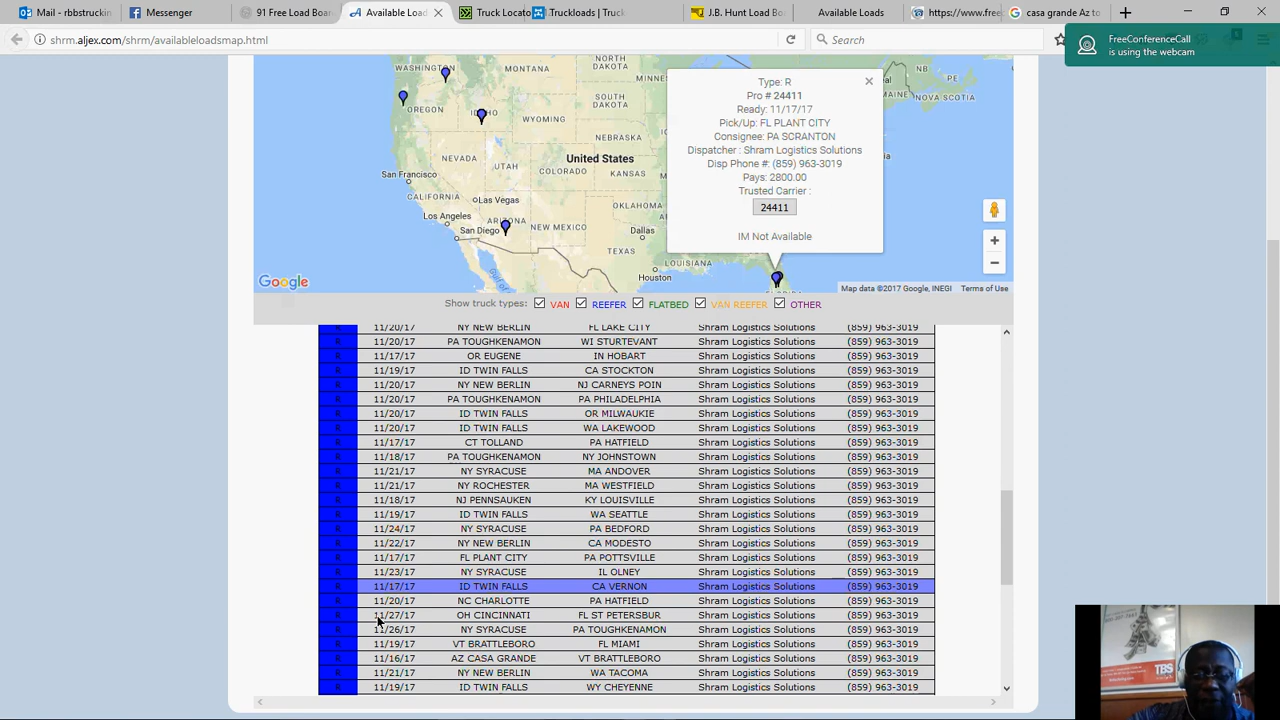 Mail - rbbstruckin
Messenger
91 Free Load Boar
Available Load
Truck Locato
Truckloads | Truc
J.B. Hunt Load Bo
Available Loads
https://www.free
casa grande Az to
shrm.aljex.com/shrm/availableloadsmap.html
Search
FreeConferenceCall
is using the webcam
WASHINGTON
MONTANA
NORTH
DAKOTA
OREGON
SOUTH
DAKOTA
WYOMING
NEBRASKA
NEVADA
UTAH
COLORADO
United States
KANSAS
San Francisco
CALIFORNIA
Las Vegas
Los Angeles
ARIZONA
NEW MEXICO
OKLAHOMA
San Diego
Dallas
TEXAS
LOUISIANA
Houston
NOVA SCOTIA
Type: R
Pro # 24411
Ready: 11/17/17
Pick/Up: FL PLANT CITY
Consignee: PA SCRANTON
Dispatcher : Shram Logistics Solutions
Disp Phone #: (859) 963-3019
Pays: 2800.00
Trusted Carrier :
24411
IM Not Available
Google
Map data ©2017 Google, INEGI Terms of Use
Show truck types: VAN REEFER FLATBED VAN REEFER OTHER
R 11/20/17 NY NEW BERLIN FL LAKE CITY Shram Logistics Solutions (859) 963-3019
R 11/20/17 PA TOUGHKENAMON WI STURTEVANT Shram Logistics Solutions (859) 963-3019
R 11/17/17 OR EUGENE IN HOBART Shram Logistics Solutions (859) 963-3019
R 11/19/17 ID TWIN FALLS CA STOCKTON Shram Logistics Solutions (859) 963-3019
R 11/20/17 NY NEW BERLIN NJ CARNEYS POIN Shram Logistics Solutions (859) 963-3019
R 11/20/17 PA TOUGHKENAMON PA PHILADELPHIA Shram Logistics Solutions (859) 963-3019
R 11/20/17 ID TWIN FALLS OR MILWAUKIE Shram Logistics Solutions (859) 963-3019
R 11/20/17 ID TWIN FALLS WA LAKEWOOD Shram Logistics Solutions (859) 963-3019
R 11/17/17 CT TOLLAND PA HATFIELD Shram Logistics Solutions (859) 963-3019
R 11/18/17 PA TOUGHKENAMON NY JOHNSTOWN Shram Logistics Solutions (859) 963-3019
R 11/21/17 NY SYRACUSE MA ANDOVER Shram Logistics Solutions (859) 963-3019
R 11/21/17 NY ROCHESTER MA WESTFIELD Shram Logistics Solutions (859) 963-3019
R 11/18/17 NJ PENNSAUKEN KY LOUISVILLE Shram Logistics Solutions (859) 963-3019
R 11/19/17 ID TWIN FALLS WA SEATTLE Shram Logistics Solutions (859) 963-3019
R 11/24/17 NY SYRACUSE PA BEDFORD Shram Logistics Solutions (859) 963-3019
R 11/22/17 NY NEW BERLIN CA MODESTO Shram Logistics Solutions (859) 963-3019
R 11/17/17 FL PLANT CITY PA POTTSVILLE Shram Logistics Solutions (859) 963-3019
R 11/23/17 NY SYRACUSE IL OLNEY Shram Logistics Solutions (859) 963-3019
R 11/17/17 ID TWIN FALLS CA VERNON Shram Logistics Solutions (859) 963-3019
R 11/20/17 NC CHARLOTTE PA HATFIELD Shram Logistics Solutions (859) 963-3019
R 11/27/17 OH CINCINNATI FL ST PETERSBUR Shram Logistics Solutions (859) 963-3019
R 11/26/17 NY SYRACUSE PA TOUGHKENAMON Shram Logistics Solutions (859) 963-3019
R 11/19/17 VT BRATTLEBORO FL MIAMI Shram Logistics Solutions (859) 963-3019
R 11/16/17 AZ CASA GRANDE VT BRATTLEBORO Shram Logistics Solutions (859) 963-3019
R 11/21/17 NY NEW BERLIN WA TACOMA Shram Logistics Solutions (859) 963-3019
R 11/19/17 ID TWIN FALLS WY CHEYENNE Shram Logistics Solutions (859) 963-3019
TBS